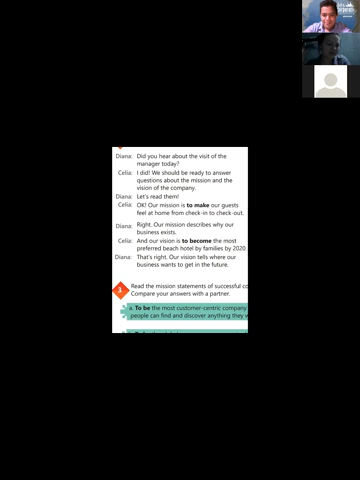 Diana: Did you hear about the visit of the
manager today?
Celia: I did! We should be ready to answer
questions about the mission and the
vision of the company.
Diana: Let's read them!
Celia: OK! Our mission is to make our guests
feel at home from check-in to check-out.
Diana: Right. Our mission describes why our
business exists.
Celia: And our vision is to become the most
preferred beach hotel by families by 2020.
Diana: That's right. Our vision tells where our
business wants to get in the future.
3 Read the mission statements of successful co
Compare your answers with a partner.
a. To be the most customer-centric company
people can find and discover anything they w